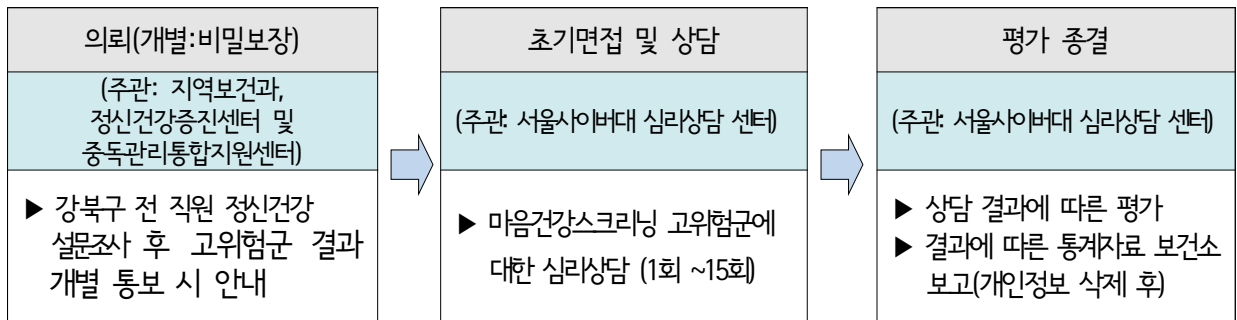 의뢰(개별:비밀보장)
(주관: 지역보건과,
정신건강증진센터 및
중독관리통합지원센터)
▶ 강북구 전 직원 정신건강
설문조사 후 고위험군 결과
개별 통보 시 안내
초기면접 및 상담
(주관: 서울사이버대 심리상담 센터)
▶ 마음건강스크리닝 고위험군에
대한 심리상담 (1회 ~15회)
평가 종결
(주관: 서울사이버대 심리상담 센터)
▶ 상담 결과에 따른 평가
▶ 결과에 따른 통계자료 보건소
보고(개인정보 삭제 후)